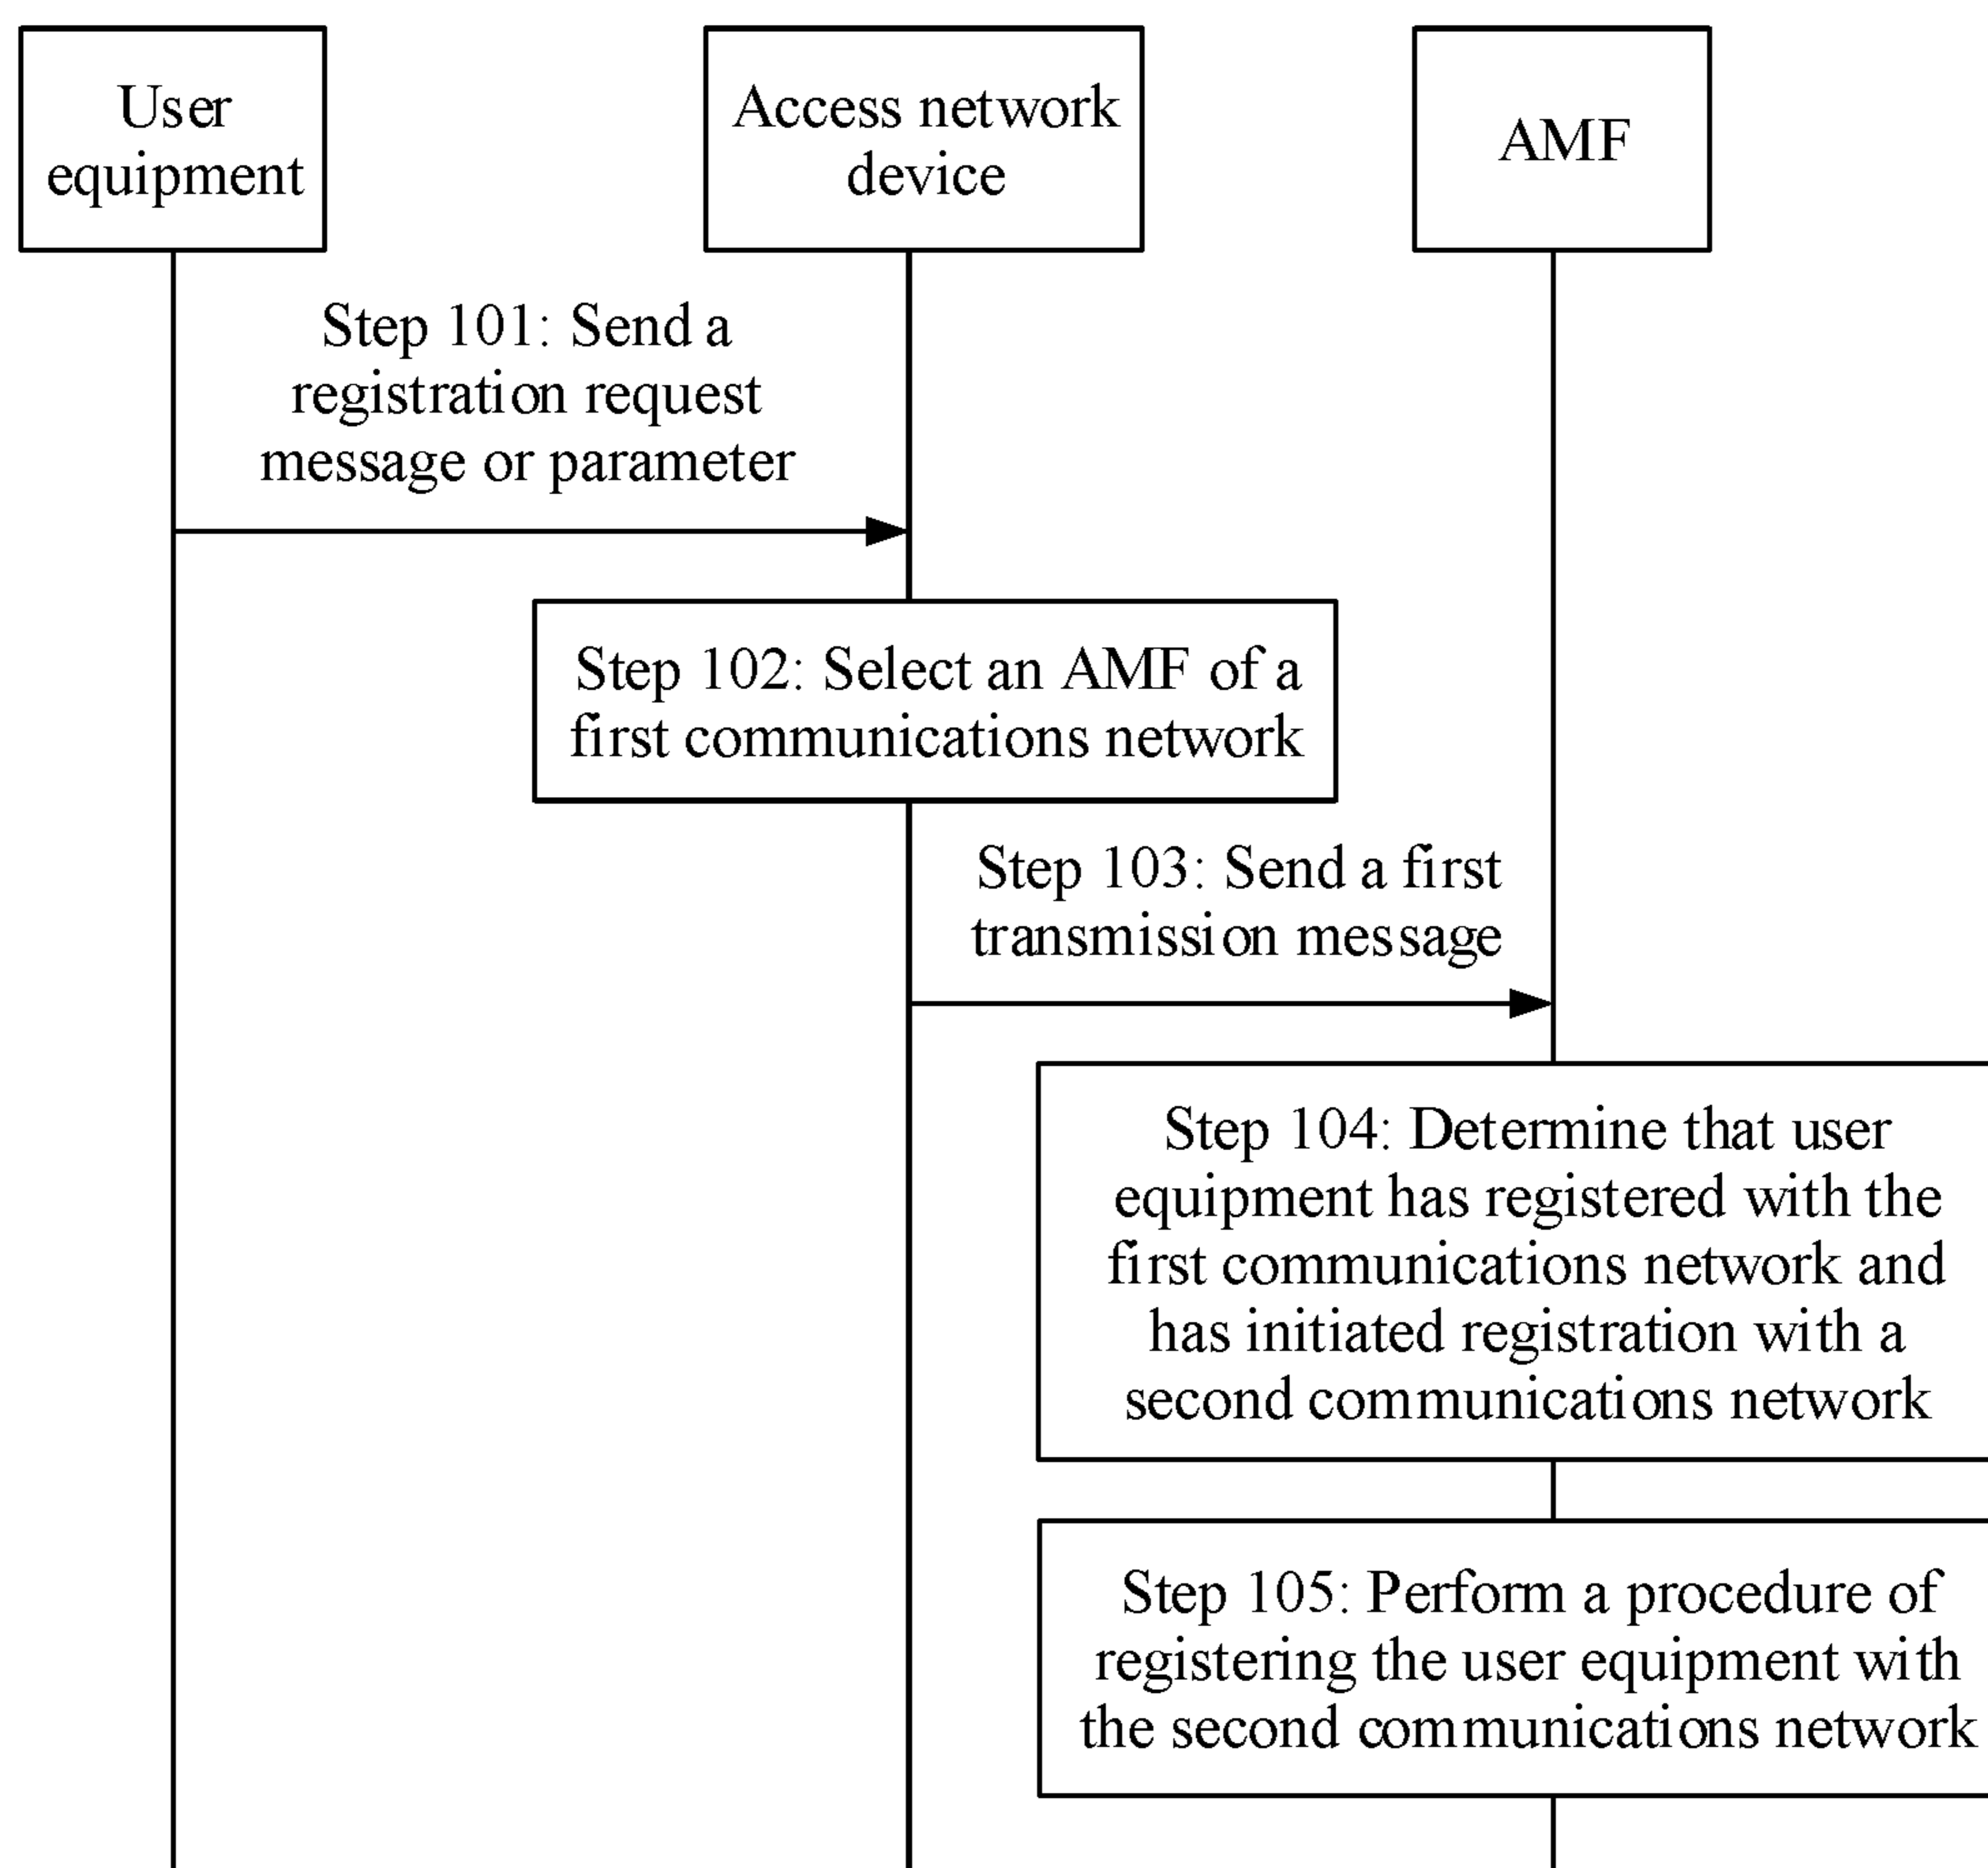 User
equipment
Access network
device
AMF
Step 101: Send a
registration request
message or parameter
Step 102: Select an AMF of a
first communications network
Step 103: Send a first
transmission message
Step 104: Determine that user
equipment has registered with the
first communications network and
has initiated registration with a
second communications network
Step 105: Perform a procedure of
registering the user equipment with
the second communications network